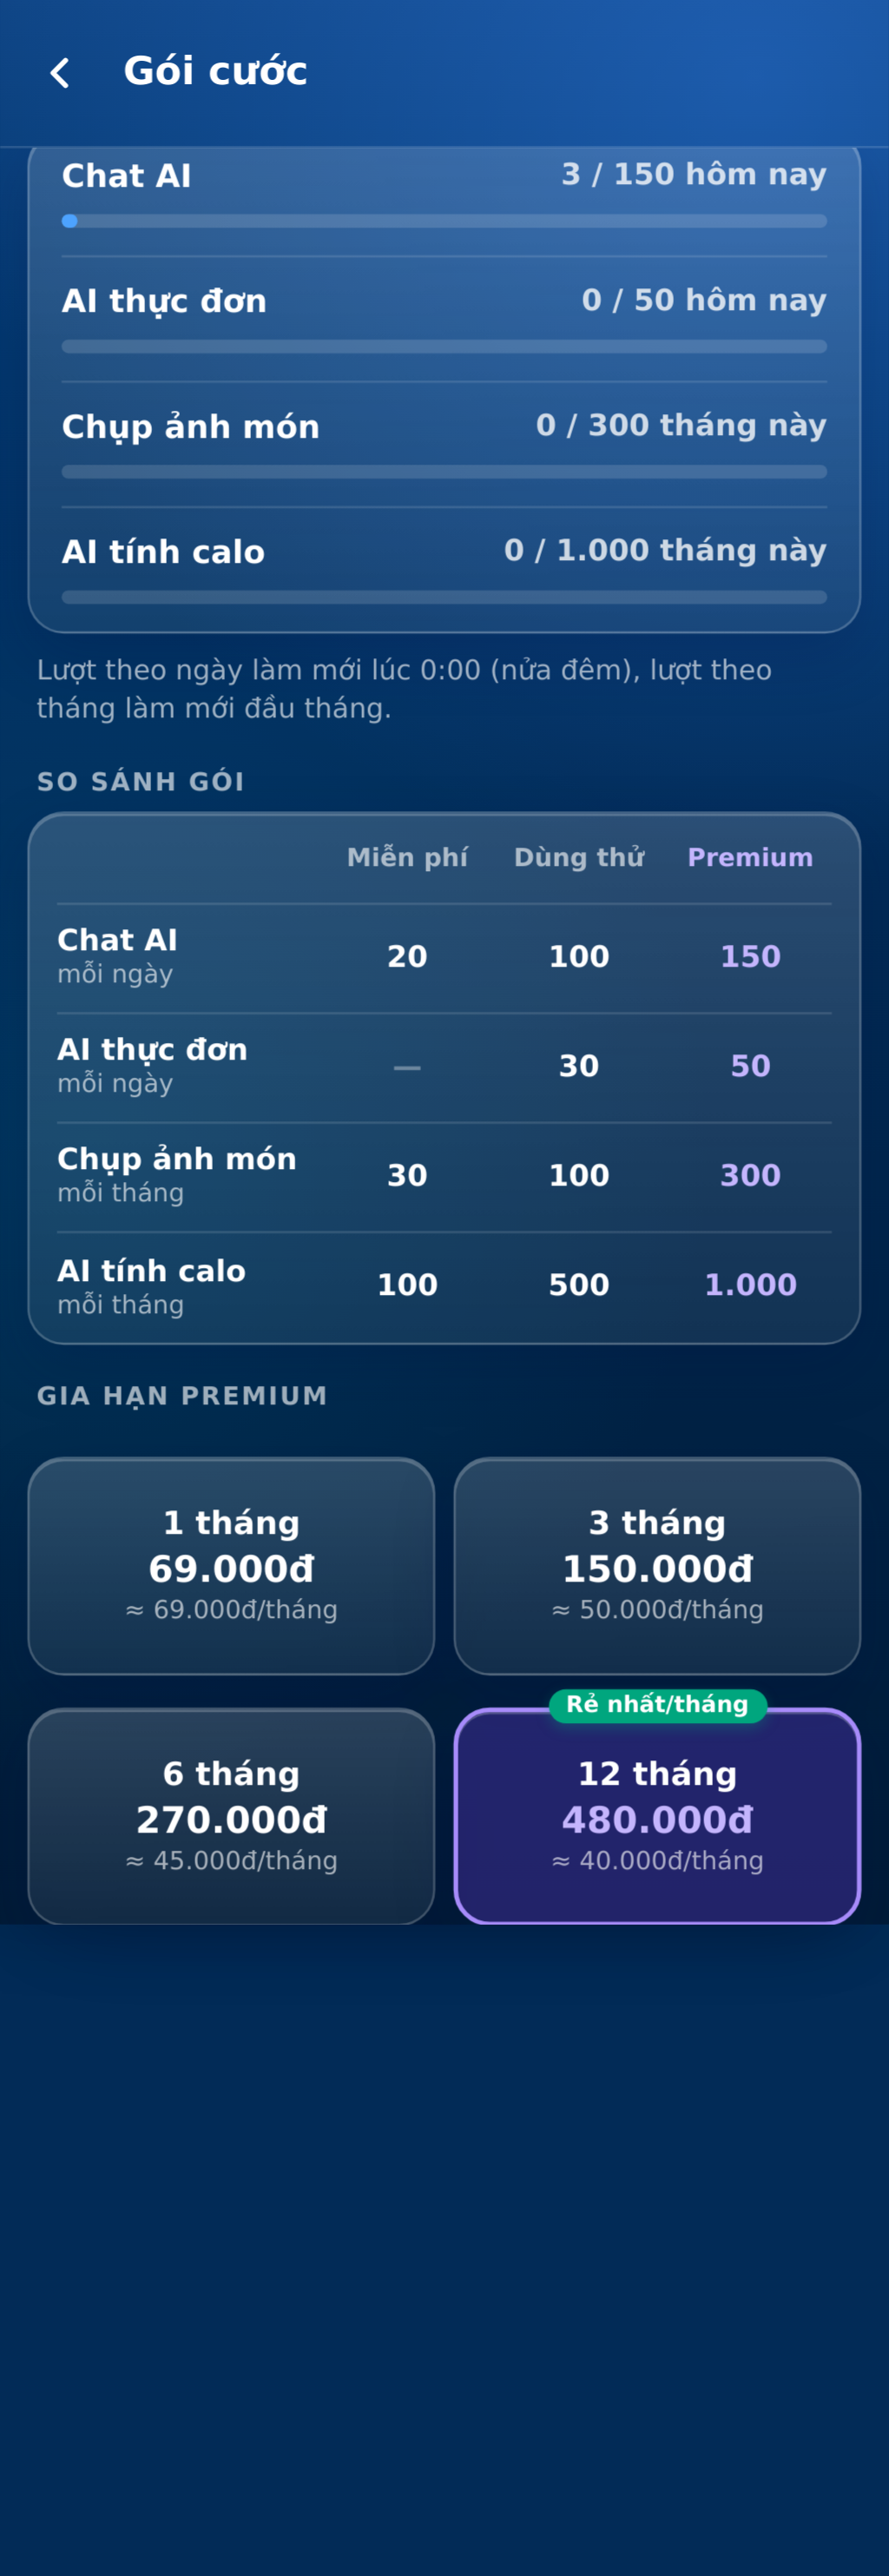 Gói cước
Chat AI 3 / 150 hôm nay
AI thực đơn 0 / 50 hôm nay
Chụp ảnh món 0 / 300 tháng này
AI tính calo 0 / 1.000 tháng này
Lượt theo ngày làm mới lúc 0:00 (nửa đêm), lượt theo
tháng làm mới đầu tháng.
SO SÁNH GÓI
Miễn phí Dùng thử Premium
Chat AI 20 100 150
mỗi ngày
AI thực đơn — 30 50
mỗi ngày
Chụp ảnh món 30 100 300
mỗi tháng
AI tính calo 100 500 1.000
mỗi tháng
GIA HẠN PREMIUM
1 tháng
69.000đ
≈ 69.000đ/tháng
3 tháng
150.000đ
≈ 50.000đ/tháng
6 tháng
270.000đ
≈ 45.000đ/tháng
Rẻ nhất/tháng
12 tháng
480.000đ
≈ 40.000đ/tháng